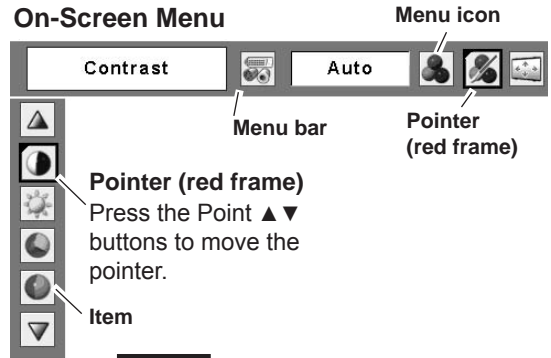 On-Screen Menu
Menu icon
Contrast
Auto
Menu bar
Pointer
(red frame)
Pointer (red frame)
Press the Point ▲▼
buttons to move the
pointer.
Item